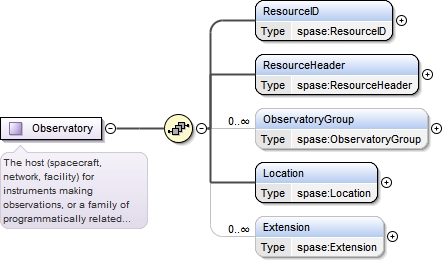 ResourceID
Type spase:ResourceID
ResourceHeader
Type spase:ResourceHeader
0..∞
ObservatoryGroup
Type spase:ObservatoryGroup
Observatory
The host (spacecraft,
network, facility) for
instruments making
observations, or a family of
programmatically related...
Location
Type spase:Location
0..∞
Extension
Type spase:Extension